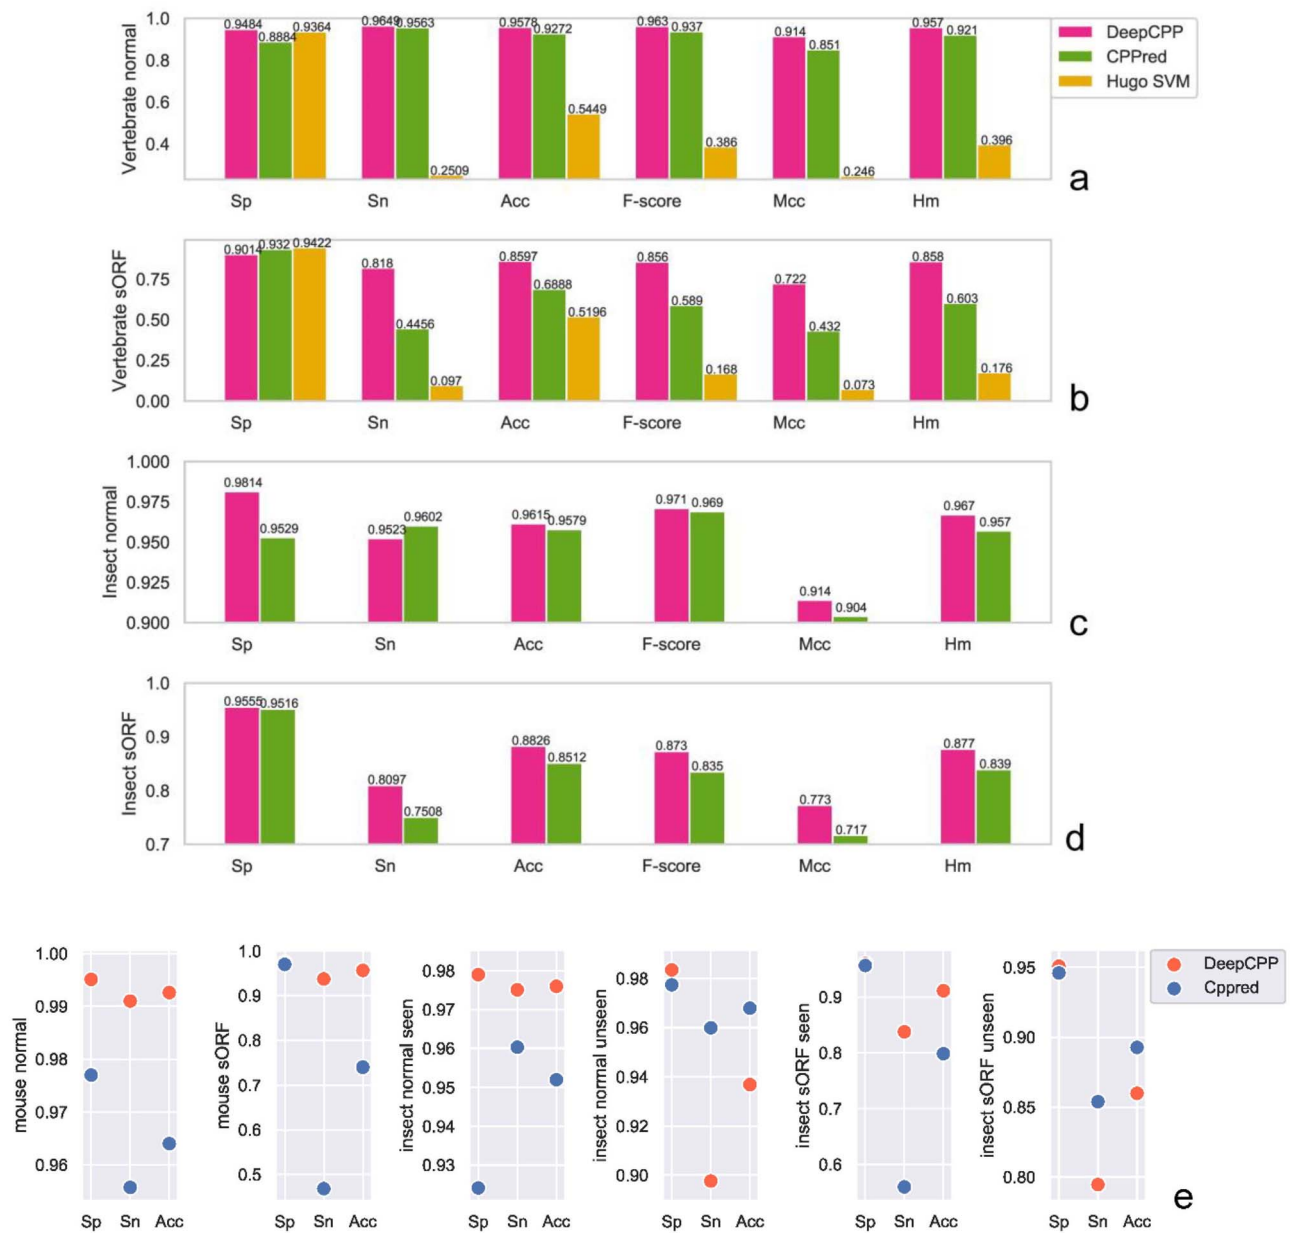 1.0
0.8
0.6
0.4
Vertebrate normal
0.9484 0.8884 0.9364 0.9649 0.9563 0.2509 0.9578 0.9272 0.5449 0.963 0.937 0.386 0.914 0.851 0.246 0.957 0.921 0.396
Sp Sn Acc F-score Mcc Hm
DeepCPP
CPPred
Hugo SVM
a
0.75
0.50
0.25
0.00
Vertebrate sORF
0.9014 0.932 0.9422 0.818 0.4456 0.097 0.8597 0.6888 0.5196 0.856 0.589 0.168 0.722 0.432 0.073 0.858 0.603 0.176
Sp Sn Acc F-score Mcc Hm
b
1.000
0.975
0.950
0.925
0.900
Insect normal
0.9814 0.9529 0.9523 0.9602 0.9615 0.9579 0.971 0.969 0.914 0.904 0.967 0.957
Sp Sn Acc F-score Mcc Hm
c
1.0
0.9
0.8
0.7
Insect sORF
0.9555 0.9516 0.8097 0.7508 0.8826 0.8512 0.873 0.835 0.773 0.717 0.877 0.839
Sp Sn Acc F-score Mcc Hm
d
mouse normal
1.00
0.99
0.98
0.97
0.96
Sp Sn Acc
mouse sORF
1.0
0.9
0.8
0.7
0.6
0.5
Sp Sn Acc
insect normal seen
0.98
0.97
0.96
0.95
0.94
0.93
Sp Sn Acc
insect normal unseen
0.98
0.96
0.94
0.92
0.90
Sp Sn Acc
insect sORF seen
0.9
0.8
0.7
0.6
Sp Sn Acc
insect sORF unseen
0.95
0.90
0.85
0.80
Sp Sn Acc
DeepCPP
Cppred
e